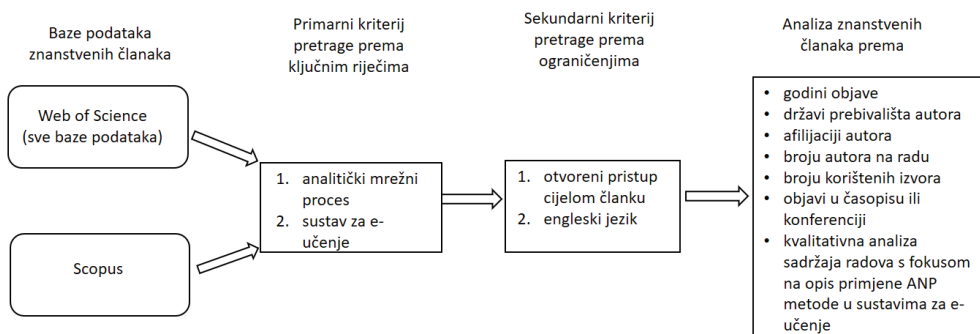 Baze podataka
znanstvenih članaka
Primarni kriterij
pretrage prema
ključnim riječima
Sekundarni kriterij
pretrage prema
ograničenjima
Analiza znanstvenih
članaka prema
Web of Science
(sve baze podataka)
Scopus
1. analitički mrežni
proces
2. sustav za e-
učenje
1. otvoreni pristup
cijelom članku
2. engleski jezik
• godini objave
• državi prebivališta autora
• afilijaciji autora
• broju autora na radu
• broju korištenih izvora
• objavi u časopisu ili
konferenciji
• kvalitativna analiza
sadržaja radova s fokusom
na opis primjene ANP
metode u sustavima za e-
učenje